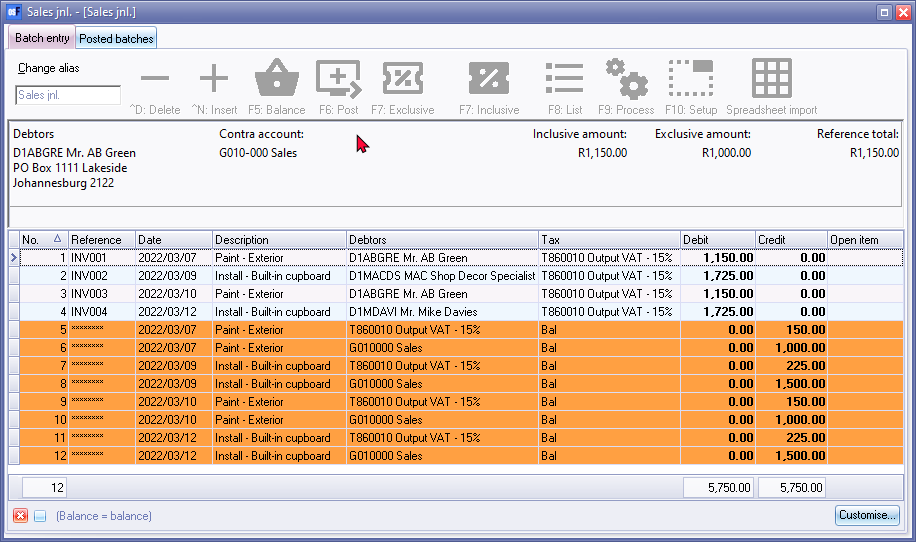 Sales jnl. - [Sales jnl.]
Batch entry Posted batches
Change alias
Sales jnl.
^D: Delete ^N: Insert F5: Balance F6: Post F7: Exclusive F7: Inclusive F8: List F9: Process F10: Setup Spreadsheet import
Debtors Contra account: Inclusive amount: Exclusive amount: Reference total:
D1ABGRE Mr. AB Green G010-000 Sales R1,150.00 R1,000.00 R1,150.00
PO Box 1111 Lakeside
Johannesburg 2122
No. Reference Date Description Debtors Tax Debit Credit Open item
1 INV001 2022/03/07 Paint - Exterior D1ABGRE Mr. AB Green T860010 Output VAT - 15% 1,150.00 0.00
2 INV002 2022/03/09 Install - Built-in cupboard D1MACDS MAC Shop Decor Specialist T860010 Output VAT - 15% 1,725.00 0.00
3 INV003 2022/03/10 Paint - Exterior D1ABGRE Mr. AB Green T860010 Output VAT - 15% 1,150.00 0.00
4 INV004 2022/03/12 Install - Built-in cupboard D1MDAVI Mr. Mike Davies T860010 Output VAT - 15% 1,725.00 0.00
5 ******** 2022/03/07 Paint - Exterior T860010 Output VAT - 15% Bal 0.00 150.00
6 ******** 2022/03/07 Paint - Exterior G010000 Sales Bal 0.00 1,000.00
7 ******** 2022/03/09 Install - Built-in cupboard T860010 Output VAT - 15% Bal 0.00 225.00
8 ******** 2022/03/09 Install - Built-in cupboard G010000 Sales Bal 0.00 1,500.00
9 ******** 2022/03/10 Paint - Exterior T860010 Output VAT - 15% Bal 0.00 150.00
10 ******** 2022/03/10 Paint - Exterior G010000 Sales Bal 0.00 1,000.00
11 ******** 2022/03/12 Install - Built-in cupboard T860010 Output VAT - 15% Bal 0.00 225.00
12 ******** 2022/03/12 Install - Built-in cupboard G010000 Sales Bal 0.00 1,500.00
12 5,750.00 5,750.00
(Balance = balance) Customise...